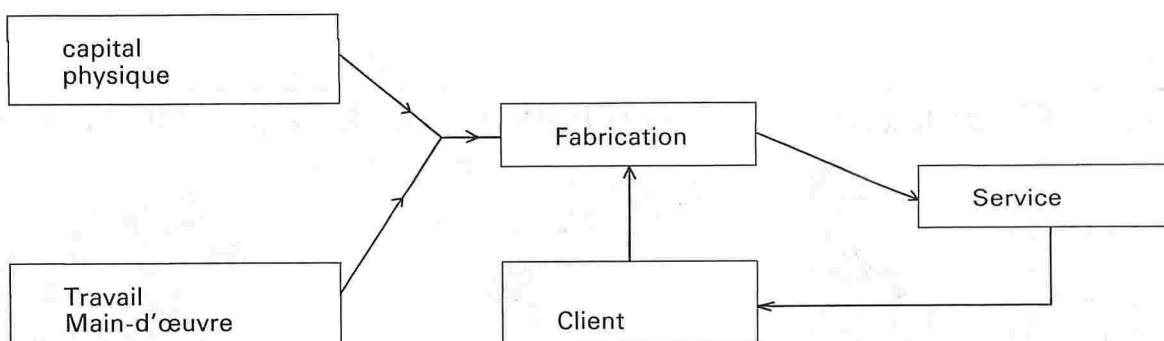 capital
physique
Fabrication
Service
Travail
Main-d'œuvre
Client